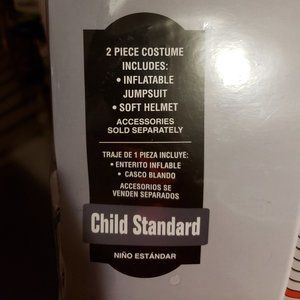 2 PIECE COSTUME
INCLUDES:
• INFLATABLE
JUMPSUIT
• SOFT HELMET
ACCESSORIES
SOLD SEPARATELY
TRAJE DE 1 PIEZA INCLUYE:
• ENTERITO INFLABLE
• CASCO BLANDO
ACCESORIOS SE
VENDEN SEPARADOS
Child Standard
NIÑO ESTÁNDAR